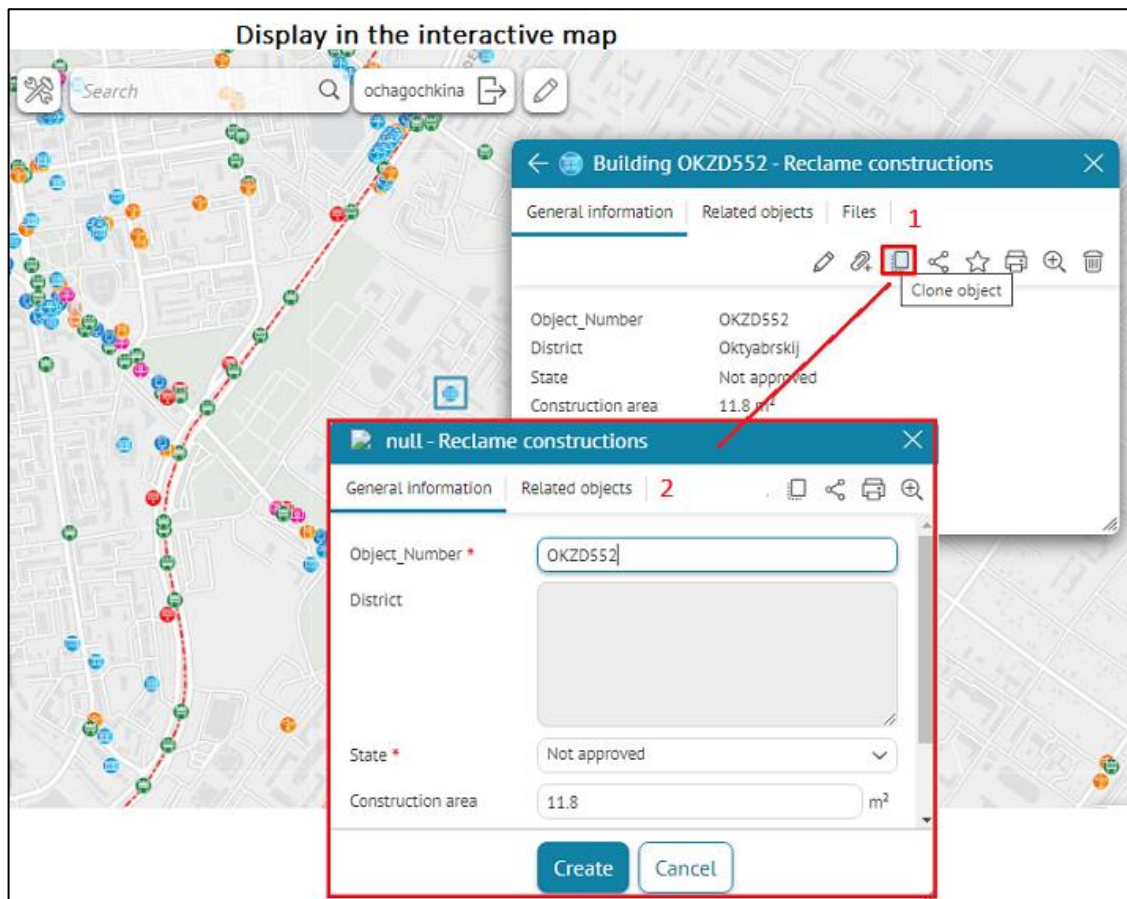 Display in the interactive map
Search
ochagochkina
Building OKZD552 - Reclame constructions
General information Related objects Files 1
Clone object
Object_Number OKZD552
District Oktyabrskij
State Not approved
Construction area 11.8 m²
null - Reclame constructions
General information Related objects 2
Object_Number * OKZD552
District
State * Not approved
Construction area 11.8 m²
Create Cancel